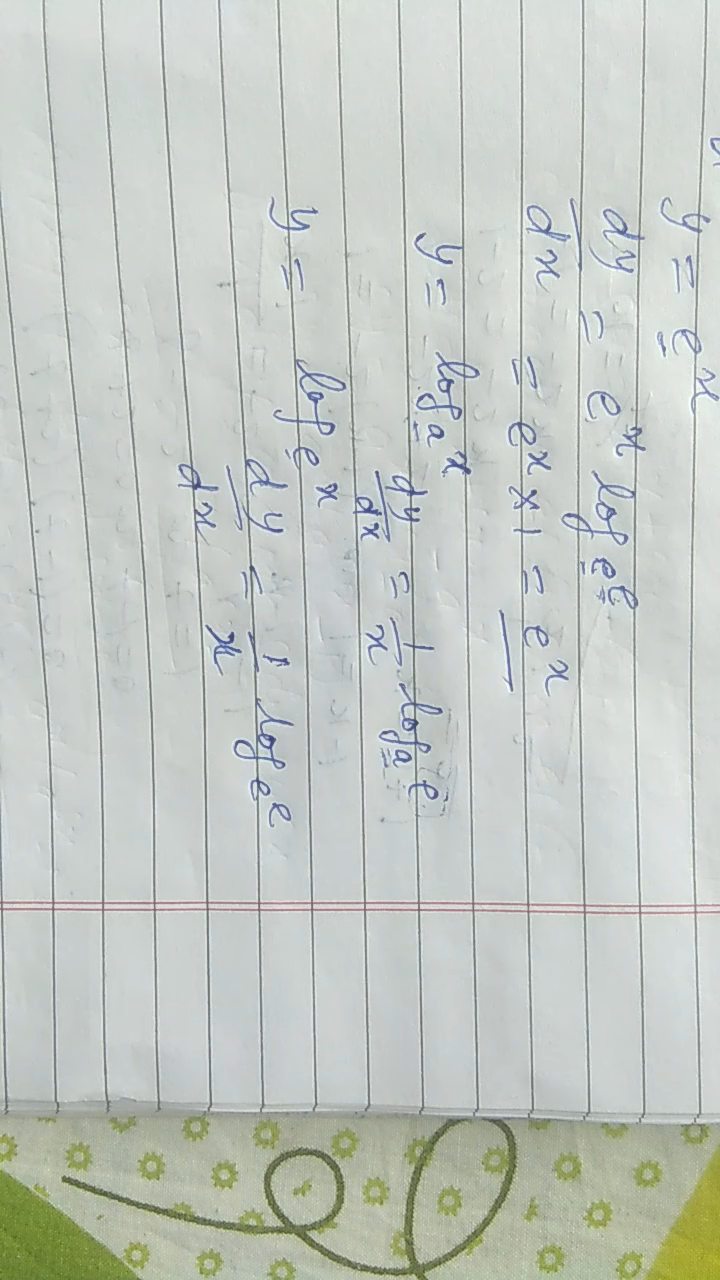 y = e^x
dy/dx = e^x log_e e
= e^x × 1 = e^x
y = log_a x
dy/dx = 1/x log_a e
y = log_e x
dy/dx = 1/x log_e e